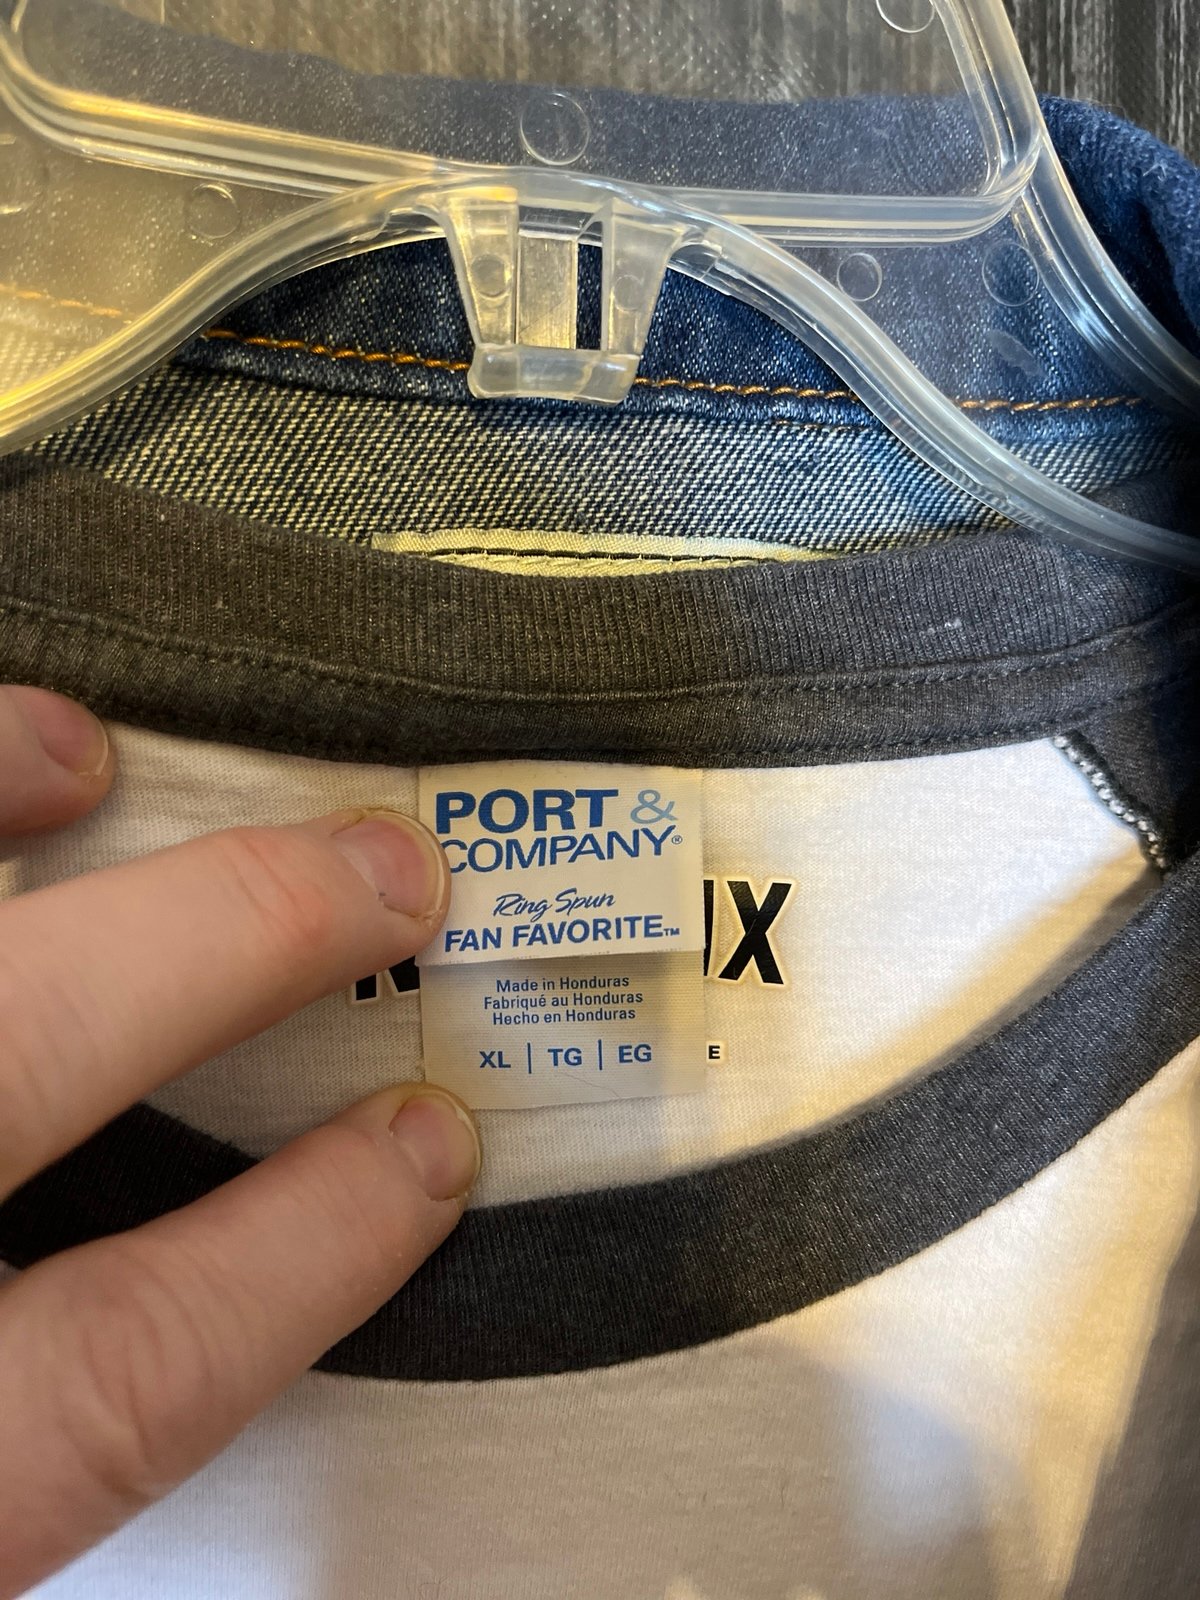 PORT &
COMPANY®
Ring Spun
FAN FAVORITE™
Made in Honduras
Fabriqué au Honduras
Hecho en Honduras
XL | TG | EG